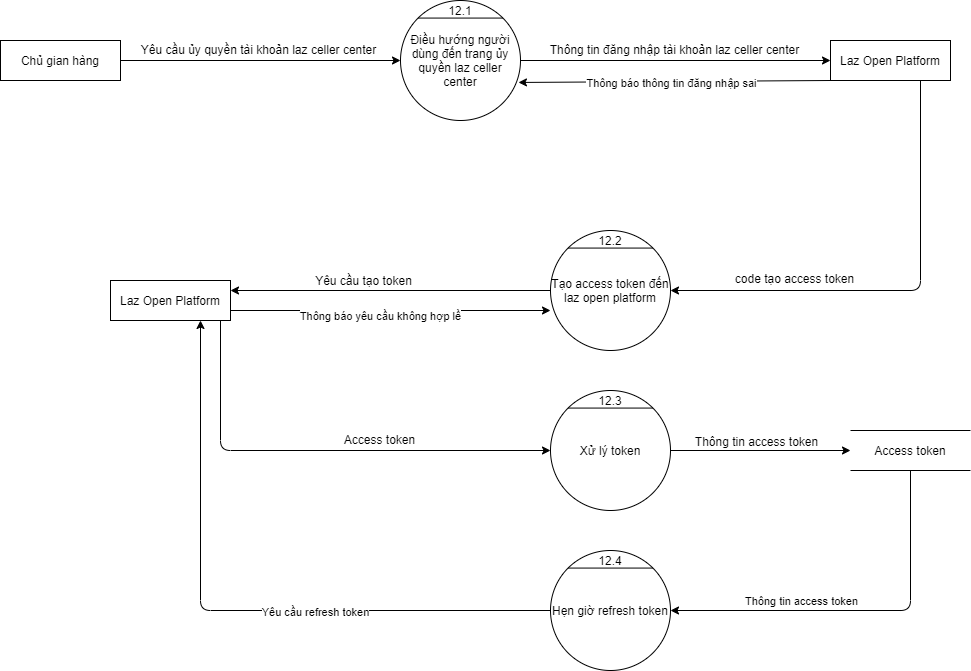 12.1
Chủ gian hàng
Yêu cầu ủy quyền tài khoản laz celler center
Điều hướng người
dùng đến trang ủy
quyền laz celler
center
Thông tin đăng nhập tài khoản laz celler center
Thông báo thông tin đăng nhập sai
Laz Open Platform
12.2
Tạo access token đến
laz open platform
code tạo access token
Yêu cầu tạo token
Thông báo yêu cầu không hợp lề
Laz Open Platform
12.3
Xử lý token
Access token
Thông tin access token
Access token
12.4
Hẹn giờ refresh token
Thông tin access token
Yêu cầu refresh token